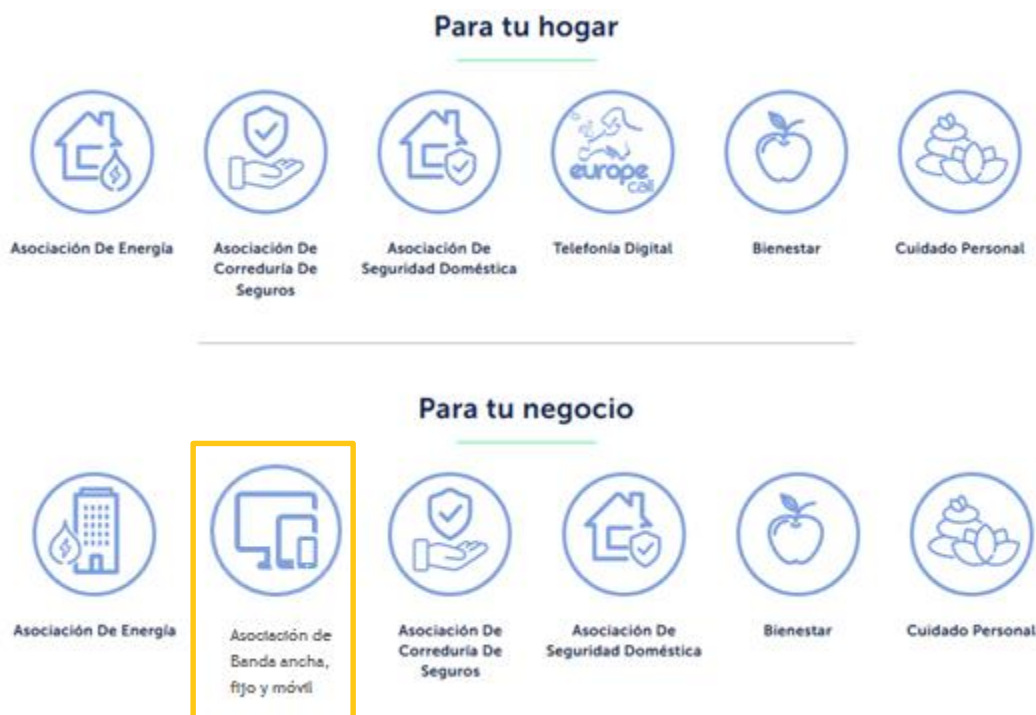 Para tu hogar
europe
call
Asociación De Energía
Asociación De
Correduría De
Seguros
Asociación De
Seguridad Doméstica
Telefonía Digital
Bienestar
Cuidado Personal
Para tu negocio
Asociación De Energía
Asociación de
Banda ancha,
fijo y móvil
Asociación De
Correduría De
Seguros
Asociación De
Seguridad Doméstica
Bienestar
Cuidado Personal